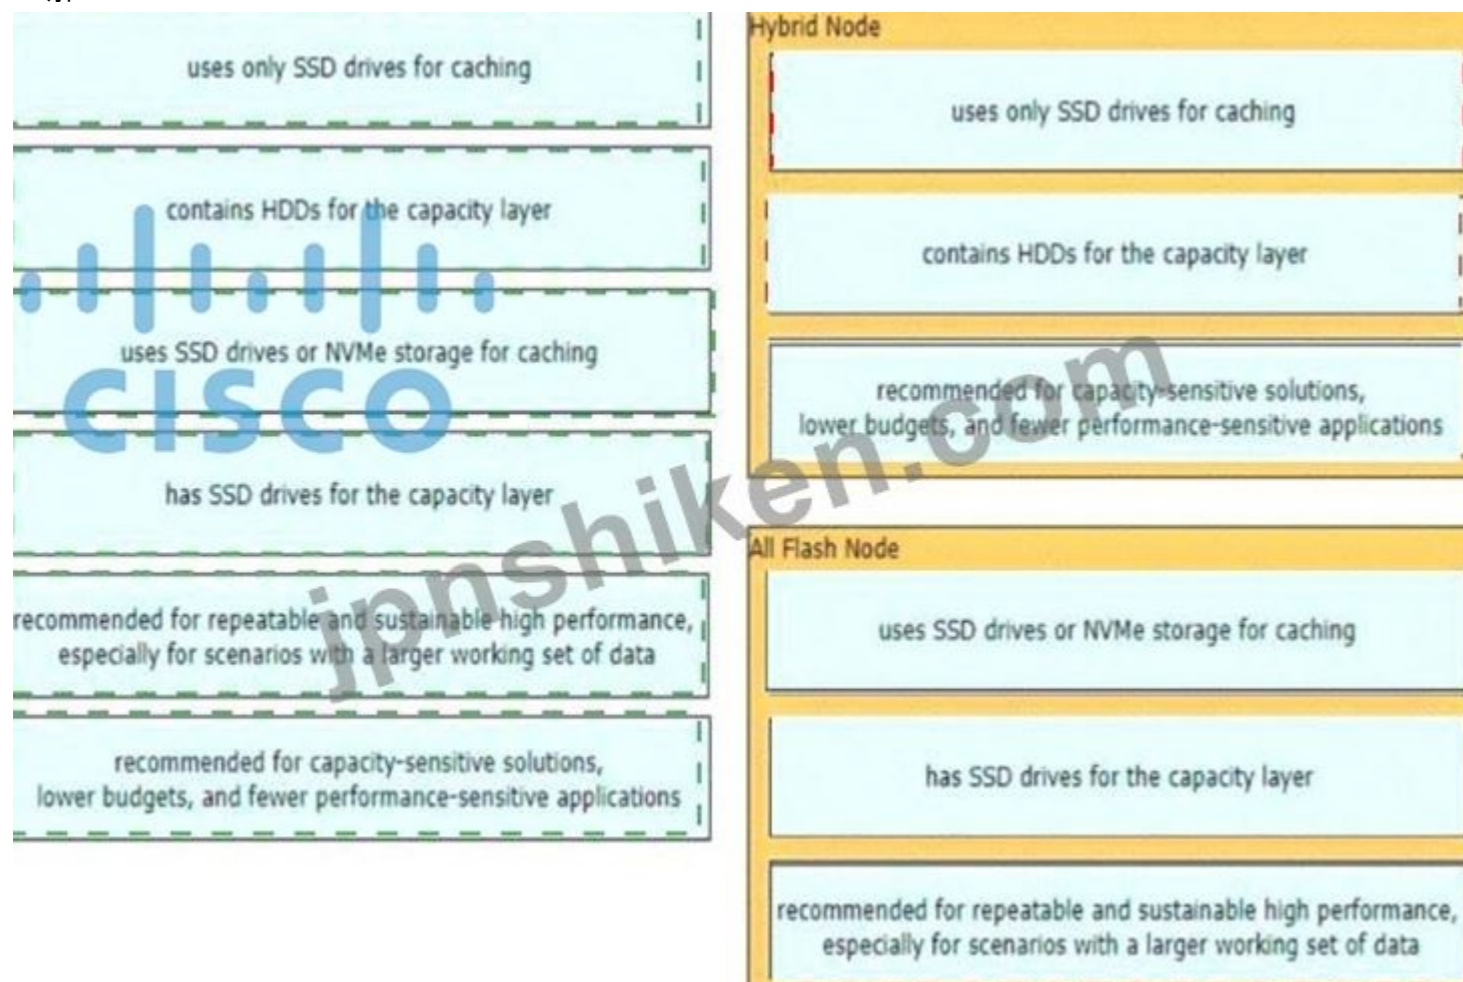 uses only SSD drives for caching
contains HDDs for the capacity layer
uses SSD drives or NVMe storage for caching
has SSD drives for the capacity layer
recommended for repeatable and sustainable high performance,
especially for scenarios with a larger working set of data
recommended for capacity-sensitive solutions,
lower budgets, and fewer performance-sensitive applications
CISCO
jpnshiken.com
Hybrid Node
uses only SSD drives for caching
contains HDDs for the capacity layer
recommended for capacity-sensitive solutions,
lower budgets, and fewer performance-sensitive applications
All Flash Node
uses SSD drives or NVMe storage for caching
has SSD drives for the capacity layer
recommended for repeatable and sustainable high performance,
especially for scenarios with a larger working set of data